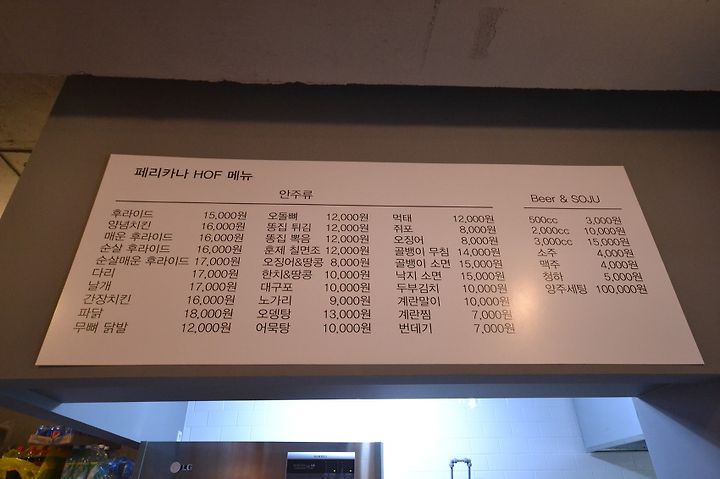 페리카나 HOF 메뉴
안주류
후라이드 15,000원
양념치킨 16,000원
매운 후라이드 16,000원
순살 후라이드 16,000원
순살매운 후라이드 17,000원
다리 17,000원
날개 17,000원
간장치킨 16,000원
파닭 18,000원
무뼈 닭발 12,000원
오돌뼈 12,000원
똥집 튀김 12,000원
똥집 볶음 12,000원
훈제 칠면조 12,000원
오징어&땅콩 8,000원
한치&땅콩 10,000원
대구포 10,000원
노가리 9,000원
오뎅탕 13,000원
어묵탕 10,000원
먹태 12,000원
쥐포 8,000원
오징어 8,000원
골뱅이 무침 14,000원
골뱅이 소면 15,000원
낙지 소면 15,000원
두부김치 10,000원
계란말이 10,000원
계란찜 7,000원
번데기 7,000원
Beer & SOJU
500cc 3,000원
2,000cc 10,000원
3,000cc 15,000원
소주 4,000원
맥주 4,000원
청하 5,000원
양주세팅 100,000원
LG